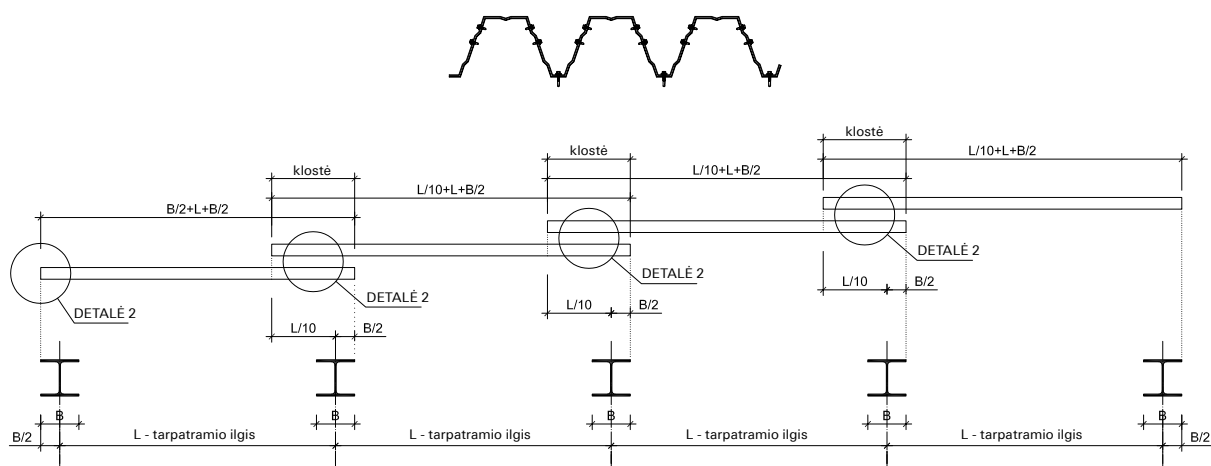 klostė
L/10+L+B/2
klostė
L/10+L+B/2
klostė
L/10+L+B/2
B/2+L+B/2
DETALĖ 2
DETALĖ 2
DETALĖ 2
DETALĖ 2
L/10
B/2
L/10
B/2
L/10
B/2
B
B
B
B
B
B/2
L - tarpatramio ilgis
L - tarpatramio ilgis
L - tarpatramio ilgis
L - tarpatramio ilgis
B/2